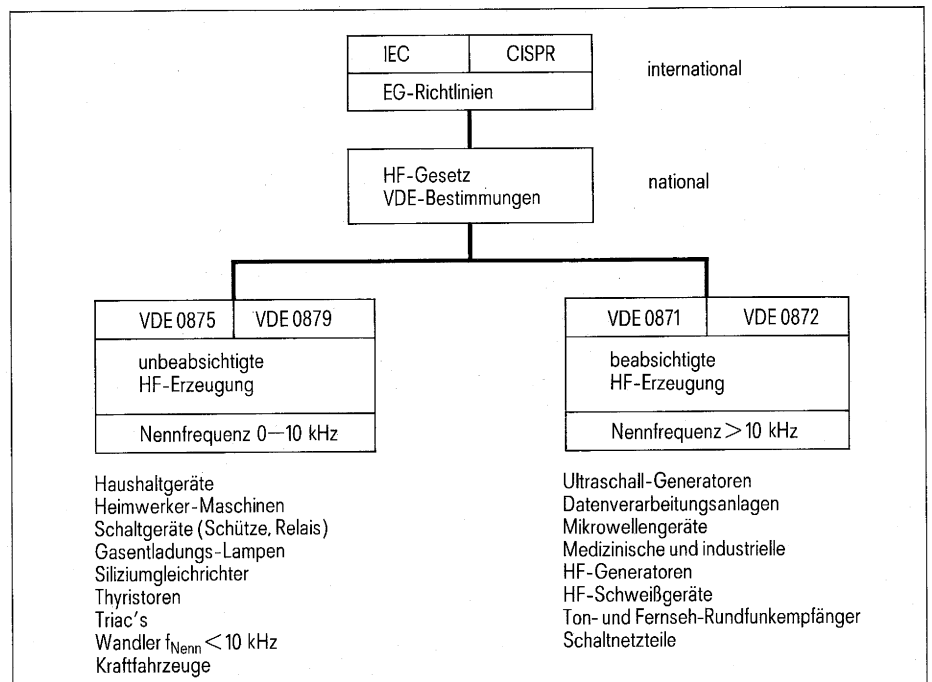 IEC CISPR
international
EG-Richtlinien
HF-Gesetz
national
VDE-Bestimmungen
VDE 0875 VDE 0879
unbeabsichtigte
HF-Erzeugung
Nennfrequenz 0—10 kHz
Haushaltgeräte
Heimwerker-Maschinen
Schaltgeräte (Schütze, Relais)
Gasentladungs-Lampen
Siliziumgleichrichter
Thyristoren
Triac's
Wandler fNenn < 10 kHz
Kraftfahrzeuge
VDE 0871 VDE 0872
beabsichtigte
HF-Erzeugung
Nennfrequenz > 10 kHz
Ultraschall-Generatoren
Datenverarbeitungsanlagen
Mikrowellengeräte
Medizinische und industrielle
HF-Generatoren
HF-Schweißgeräte
Ton- und Fernseh-Rundfunkempfänger
Schaltnetzteile